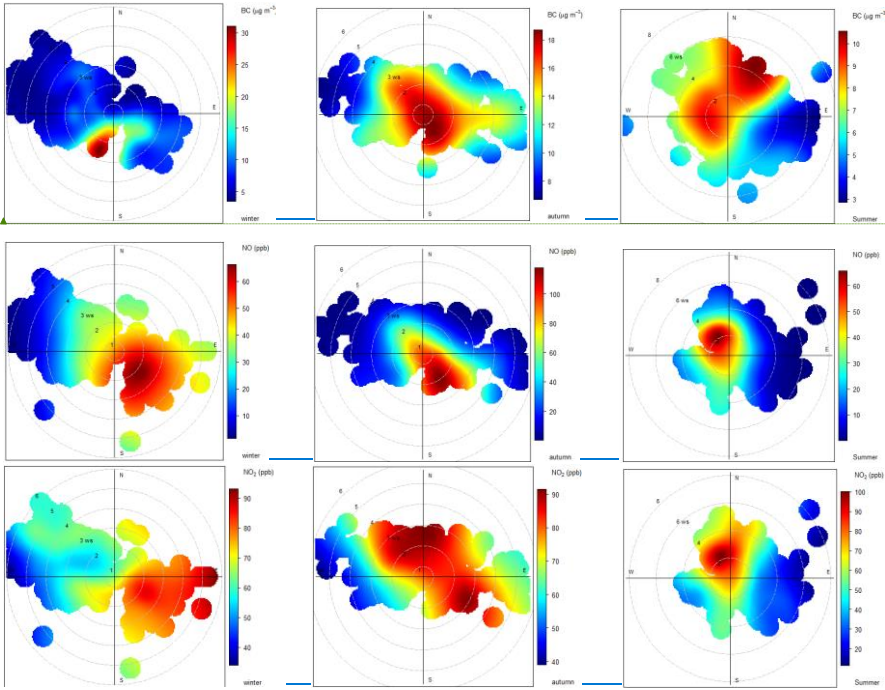 BC (µg m⁻³)
N
30
25
20
15
10
5
3 ws
E
S
winter
BC (µg m⁻³)
N
6
5
3 ws
E
S
18
16
14
12
10
8
autumn
BC (µg m⁻³)
N
8
6 ws
4
2
W
E
S
10
9
8
7
6
5
4
3
Summer
NO (ppb)
N
4
3 ws
2
1
E
S
60
50
40
30
20
10
winter
NO (ppb)
N
6
5
3 ws
2
1
E
S
100
80
60
40
20
autumn
NO (ppb)
N
8
6 ws
4
W
E
S
60
50
40
30
20
10
Summer
NO₂ (ppb)
N
6
5
4
3 ws
2
1
E
S
90
80
70
60
50
40
winter
NO₂ (ppb)
N
6
5
4
E
S
90
80
70
60
50
40
autumn
NO₂ (ppb)
N
8
6 ws
4
W
E
S
100
90
80
70
60
50
40
30
20
Summer